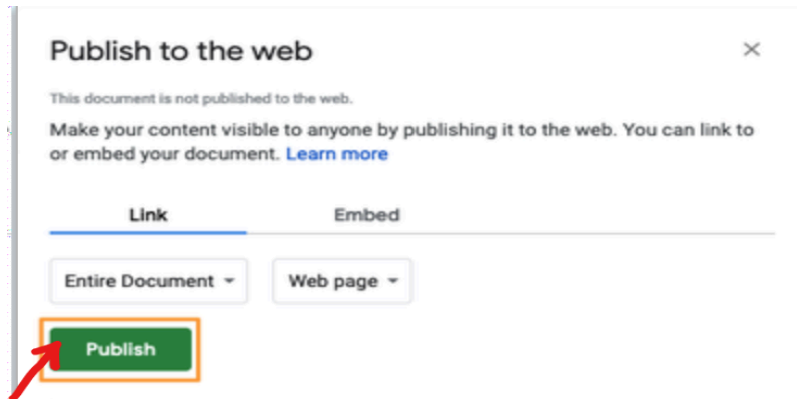 Publish to the web
This document is not published to the web.
Make your content visible to anyone by publishing it to the web. You can link to
or embed your document. Learn more
Link Embed
Entire Document Web page
Publish